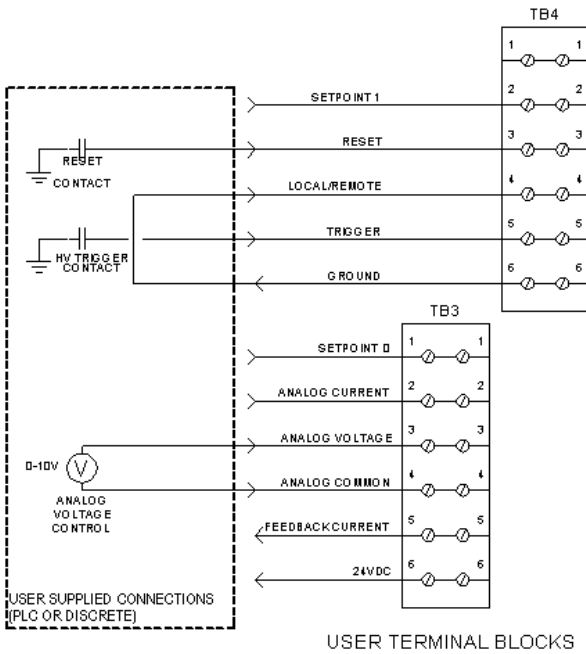 TB4
1 1
SETPOINT 1 2 2
RESET 3 3
RESET
CONTACT
LOCAL/REMOTE 4 4
TRIGGER 5 5
HV TRIGGER
CONTACT
GROUND 6 6
TB3
SETPOINT 0 1 1
ANALOG CURRENT 2 2
ANALOG VOLTAGE 3 3
0-10V
V
ANALOG COMMON 4 4
ANALOG
VOLTAGE
CONTROL
FEEDBACK CURRENT 5 5
24VDC 6 6
USER SUPPLIED CONNECTIONS
(PLC OR DISCRETE)
USER TERMINAL BLOCKS